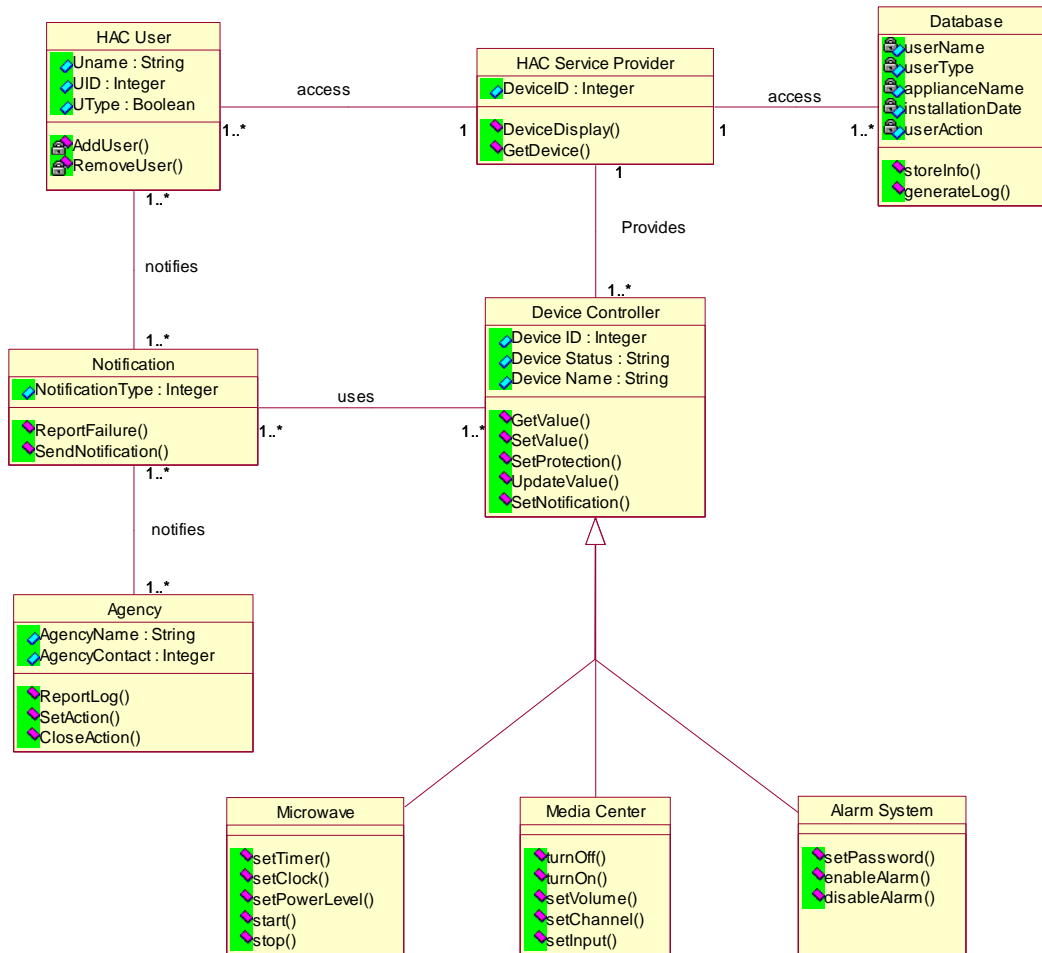 HAC User
Uname : String
UID : Integer
UType : Boolean
AddUser()
RemoveUser()
access
1..*
1
HAC Service Provider
DeviceID : Integer
DeviceDisplay()
GetDevice()
access
1
1..*
Database
userName
userType
applianceName
installationDate
userAction
storeInfo()
generateLog()
1..*
notifies
1..*
1
Provides
1..*
Notification
NotificationType : Integer
ReportFailure()
SendNotification()
uses
1..*
1..*
Device Controller
Device ID : Integer
Device Status : String
Device Name : String
GetValue()
SetValue()
SetProtection()
UpdateValue()
SetNotification()
1..*
notifies
1..*
Agency
AgencyName : String
AgencyContact : Integer
ReportLog()
SetAction()
CloseAction()
Microwave
setTimer()
setClock()
setPowerLevel()
start()
stop()
Media Center
turnOff()
turnOn()
setVolume()
setChannel()
setInput()
Alarm System
setPassword()
enableAlarm()
disableAlarm()